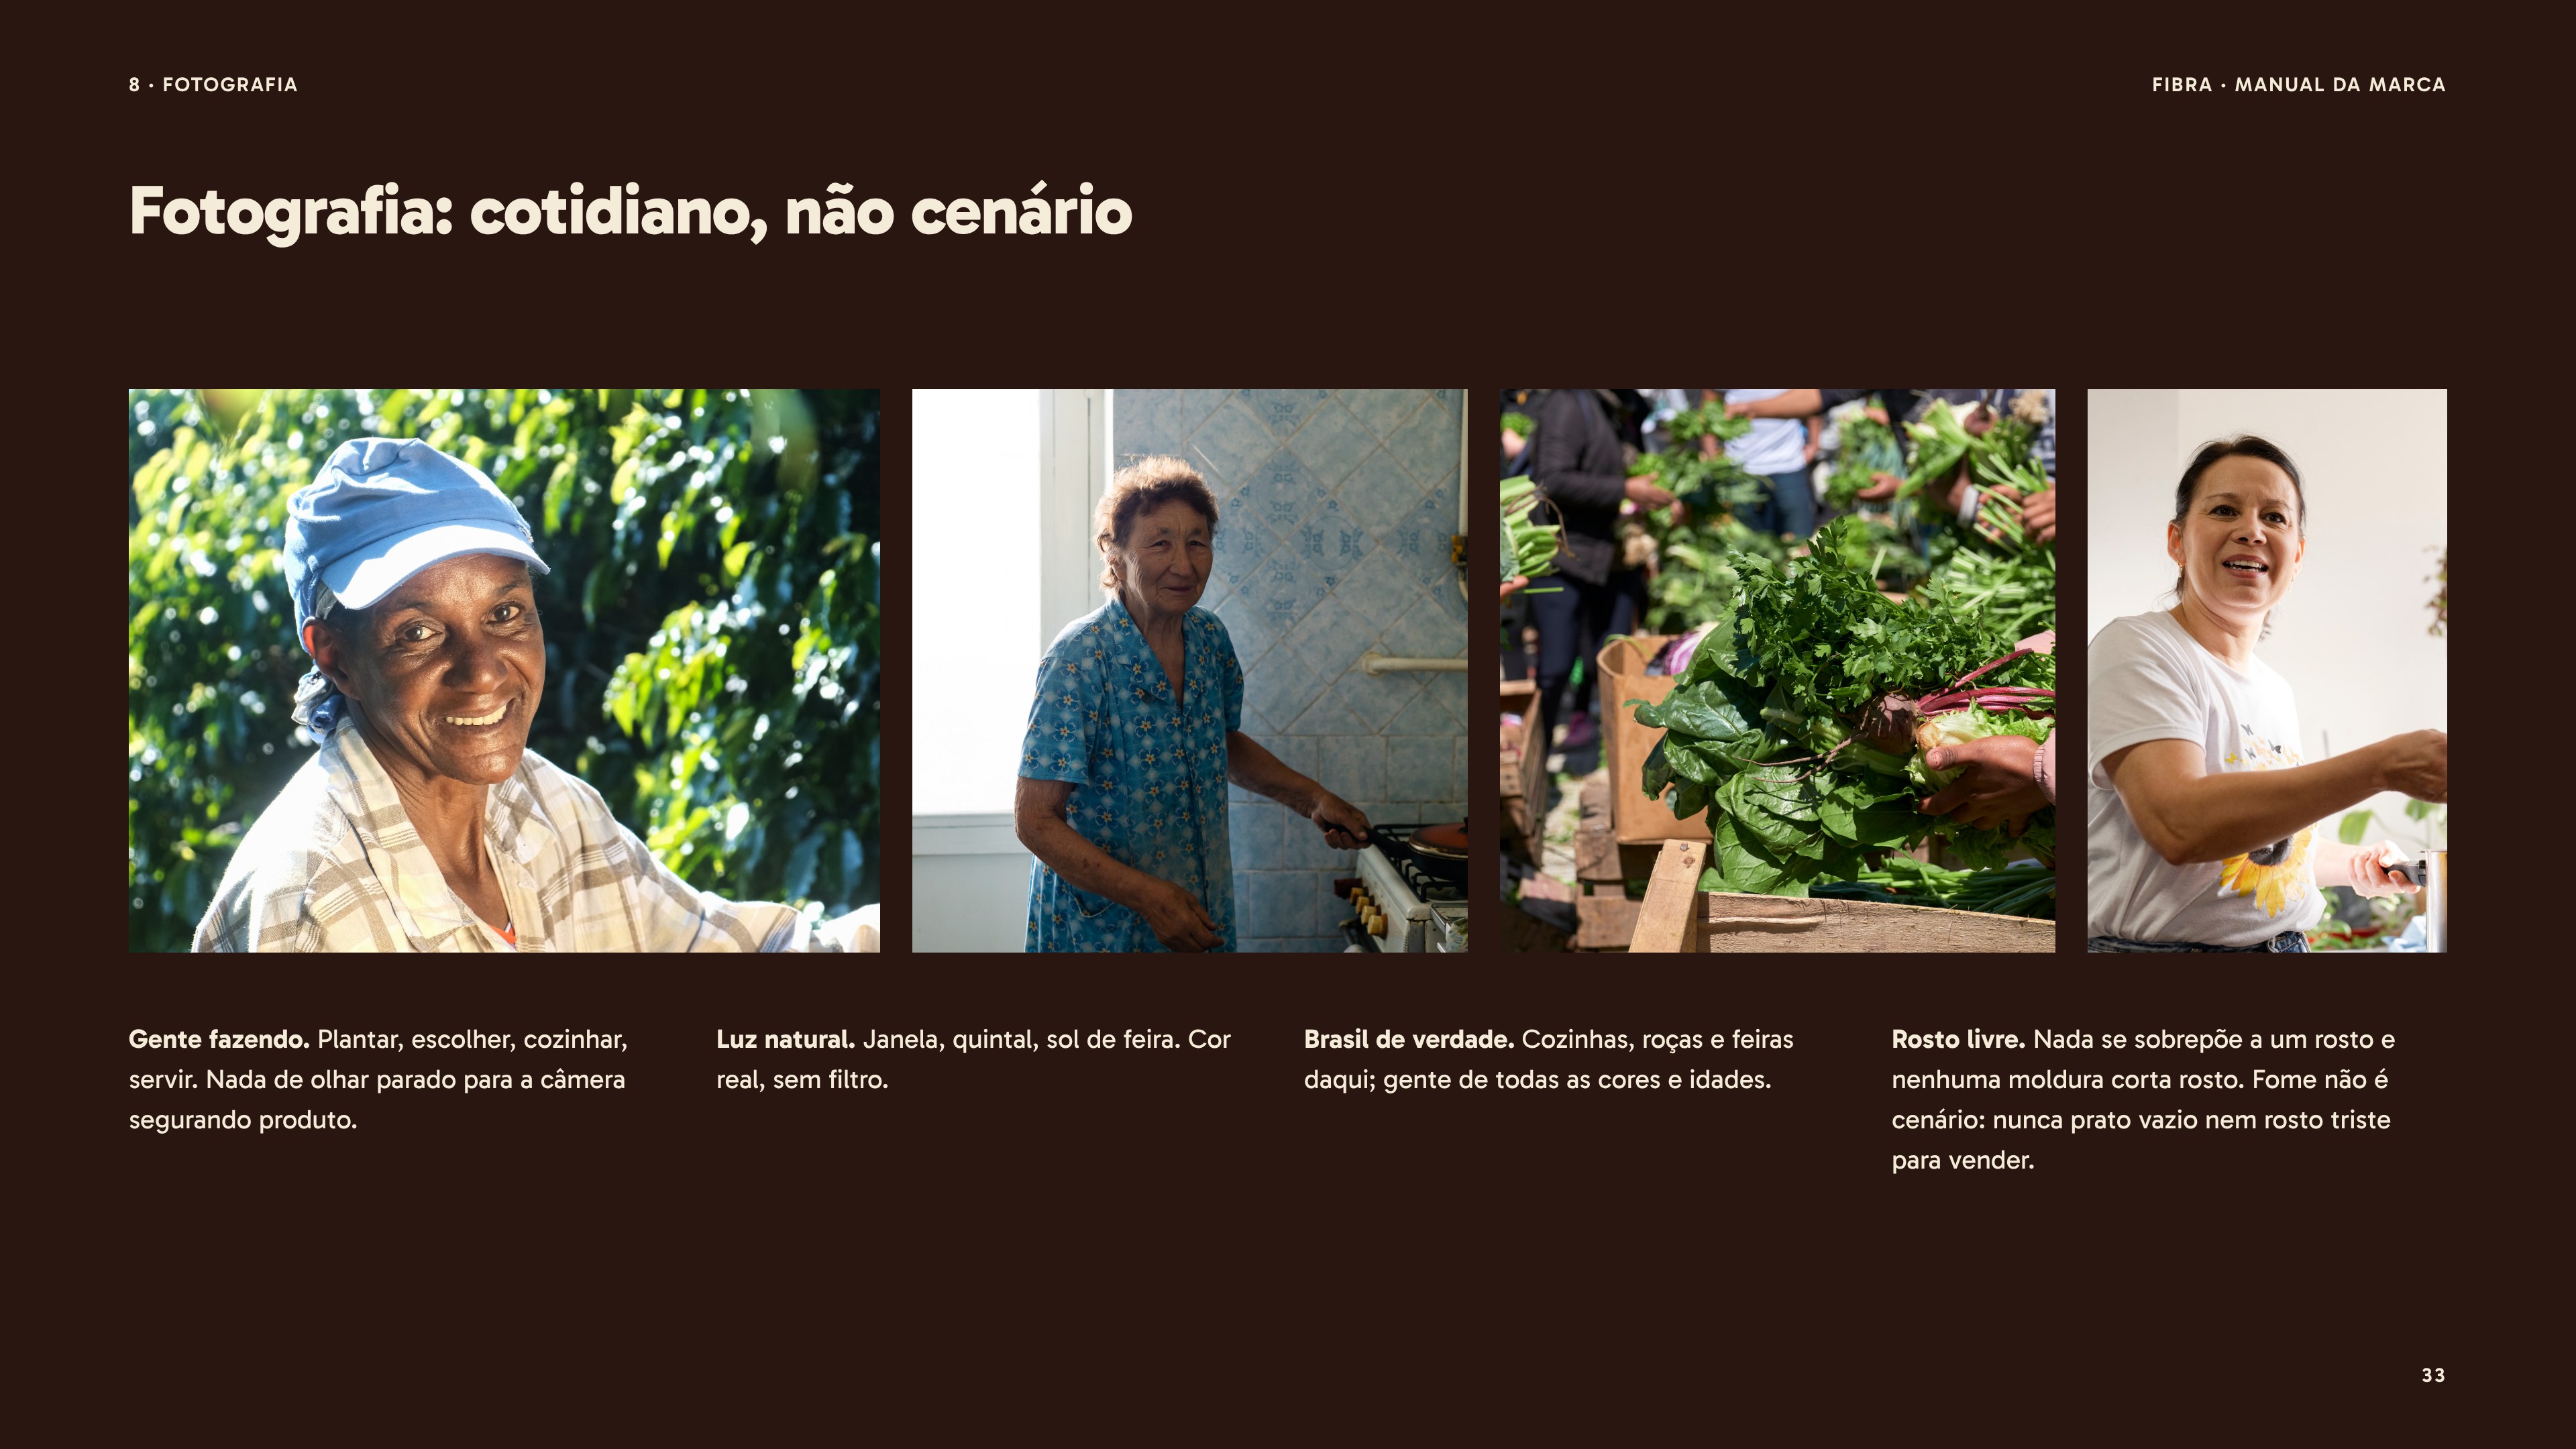 8 · FOTOGRAFIA
FIBRA · MANUAL DA MARCA
Fotografia: cotidiano, não cenário
Gente fazendo. Plantar, escolher, cozinhar,
servir. Nada de olhar parado para a câmera
segurando produto.
Luz natural. Janela, quintal, sol de feira. Cor
real, sem filtro.
Brasil de verdade. Cozinhas, roças e feiras
daqui; gente de todas as cores e idades.
Rosto livre. Nada se sobrepõe a um rosto e
nenhuma moldura corta rosto. Fome não é
cenário: nunca prato vazio nem rosto triste
para vender.
33